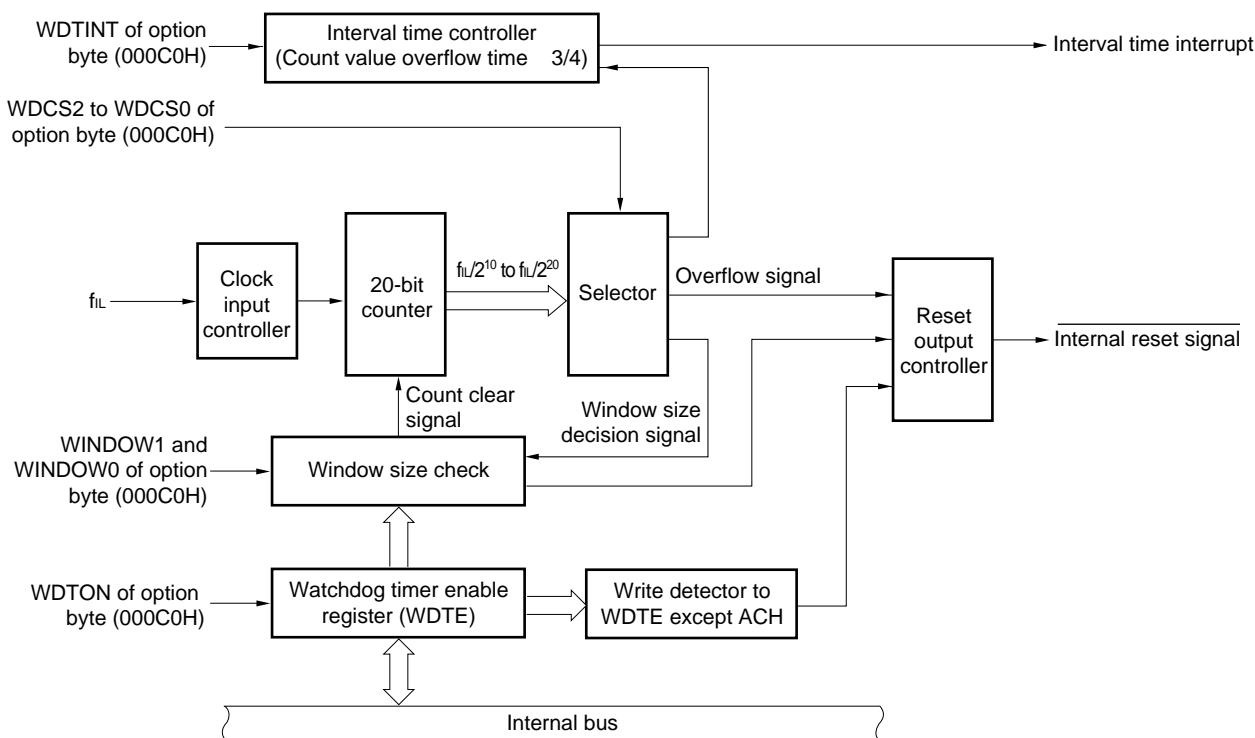 WDTINT of option
byte (000C0H)
Interval time controller
(Count value overflow time 3/4)
Interval time interrupt
WDCS2 to WDCS0 of
option byte (000C0H)
fIL
Clock
input
controller
20-bit
counter
fIL/2¹⁰ to fIL/2²⁰
Selector
Overflow signal
Reset
output
controller
Internal reset signal
Count clear
signal
Window size
decision signal
WINDOW1 and
WINDOW0 of option
byte (000C0H)
Window size check
WDTON of option
byte (000C0H)
Watchdog timer enable
register (WDTE)
Write detector to
WDTE except ACH
Internal bus